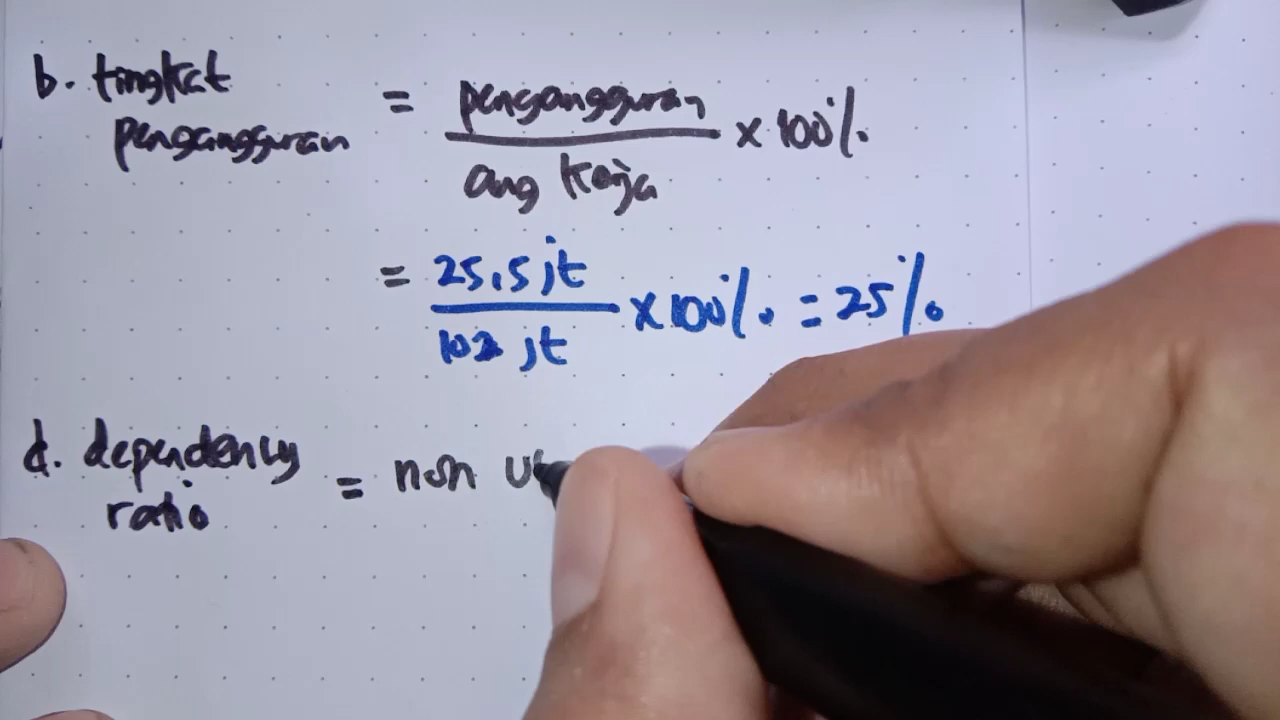 b. tingkat
pengangguran = pengangguran x 100%
ang kerja
= 25,5 jt x 100% = 25%
102 jt
d. dependency
ratio = non